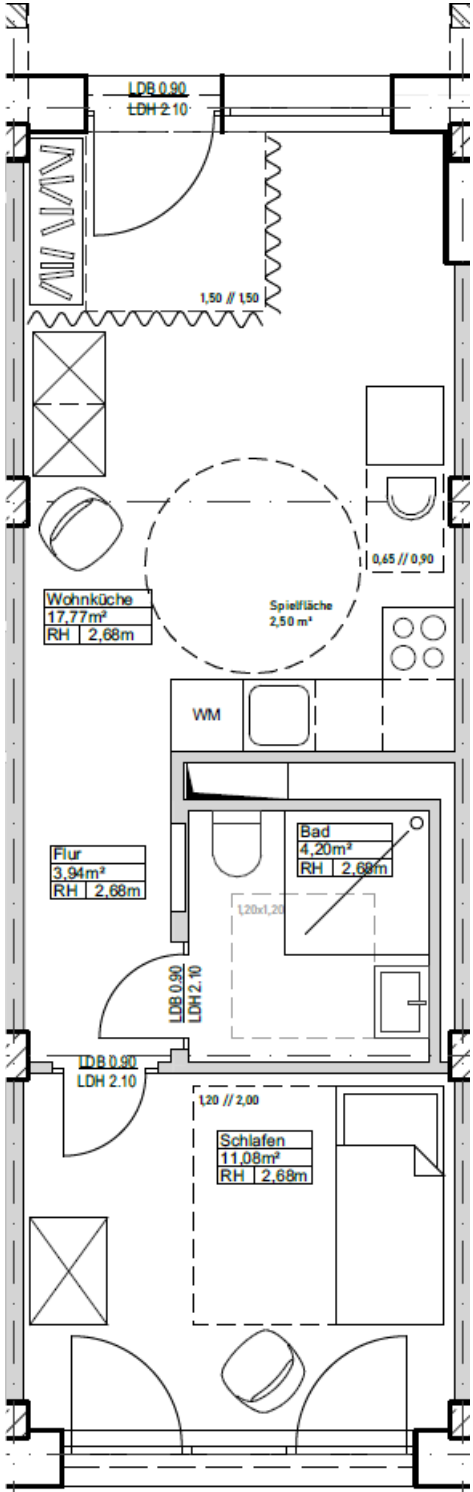 LDB 0.90
LDH 2.10
1,50 // 1,50
0,65 // 0,90
Wohnküche
17,77m²
RH 2,68m
Spielfläche
2,50 m²
WM
Bad
4,20m²
RH 2,68m
Flur
3,94m²
RH 2,68m
1,20x1,20
LDB 0.90
LDH 2.10
LDB 0.90
LDH 2.10
1,20 // 2,00
Schlafen
11,08m²
RH 2,68m